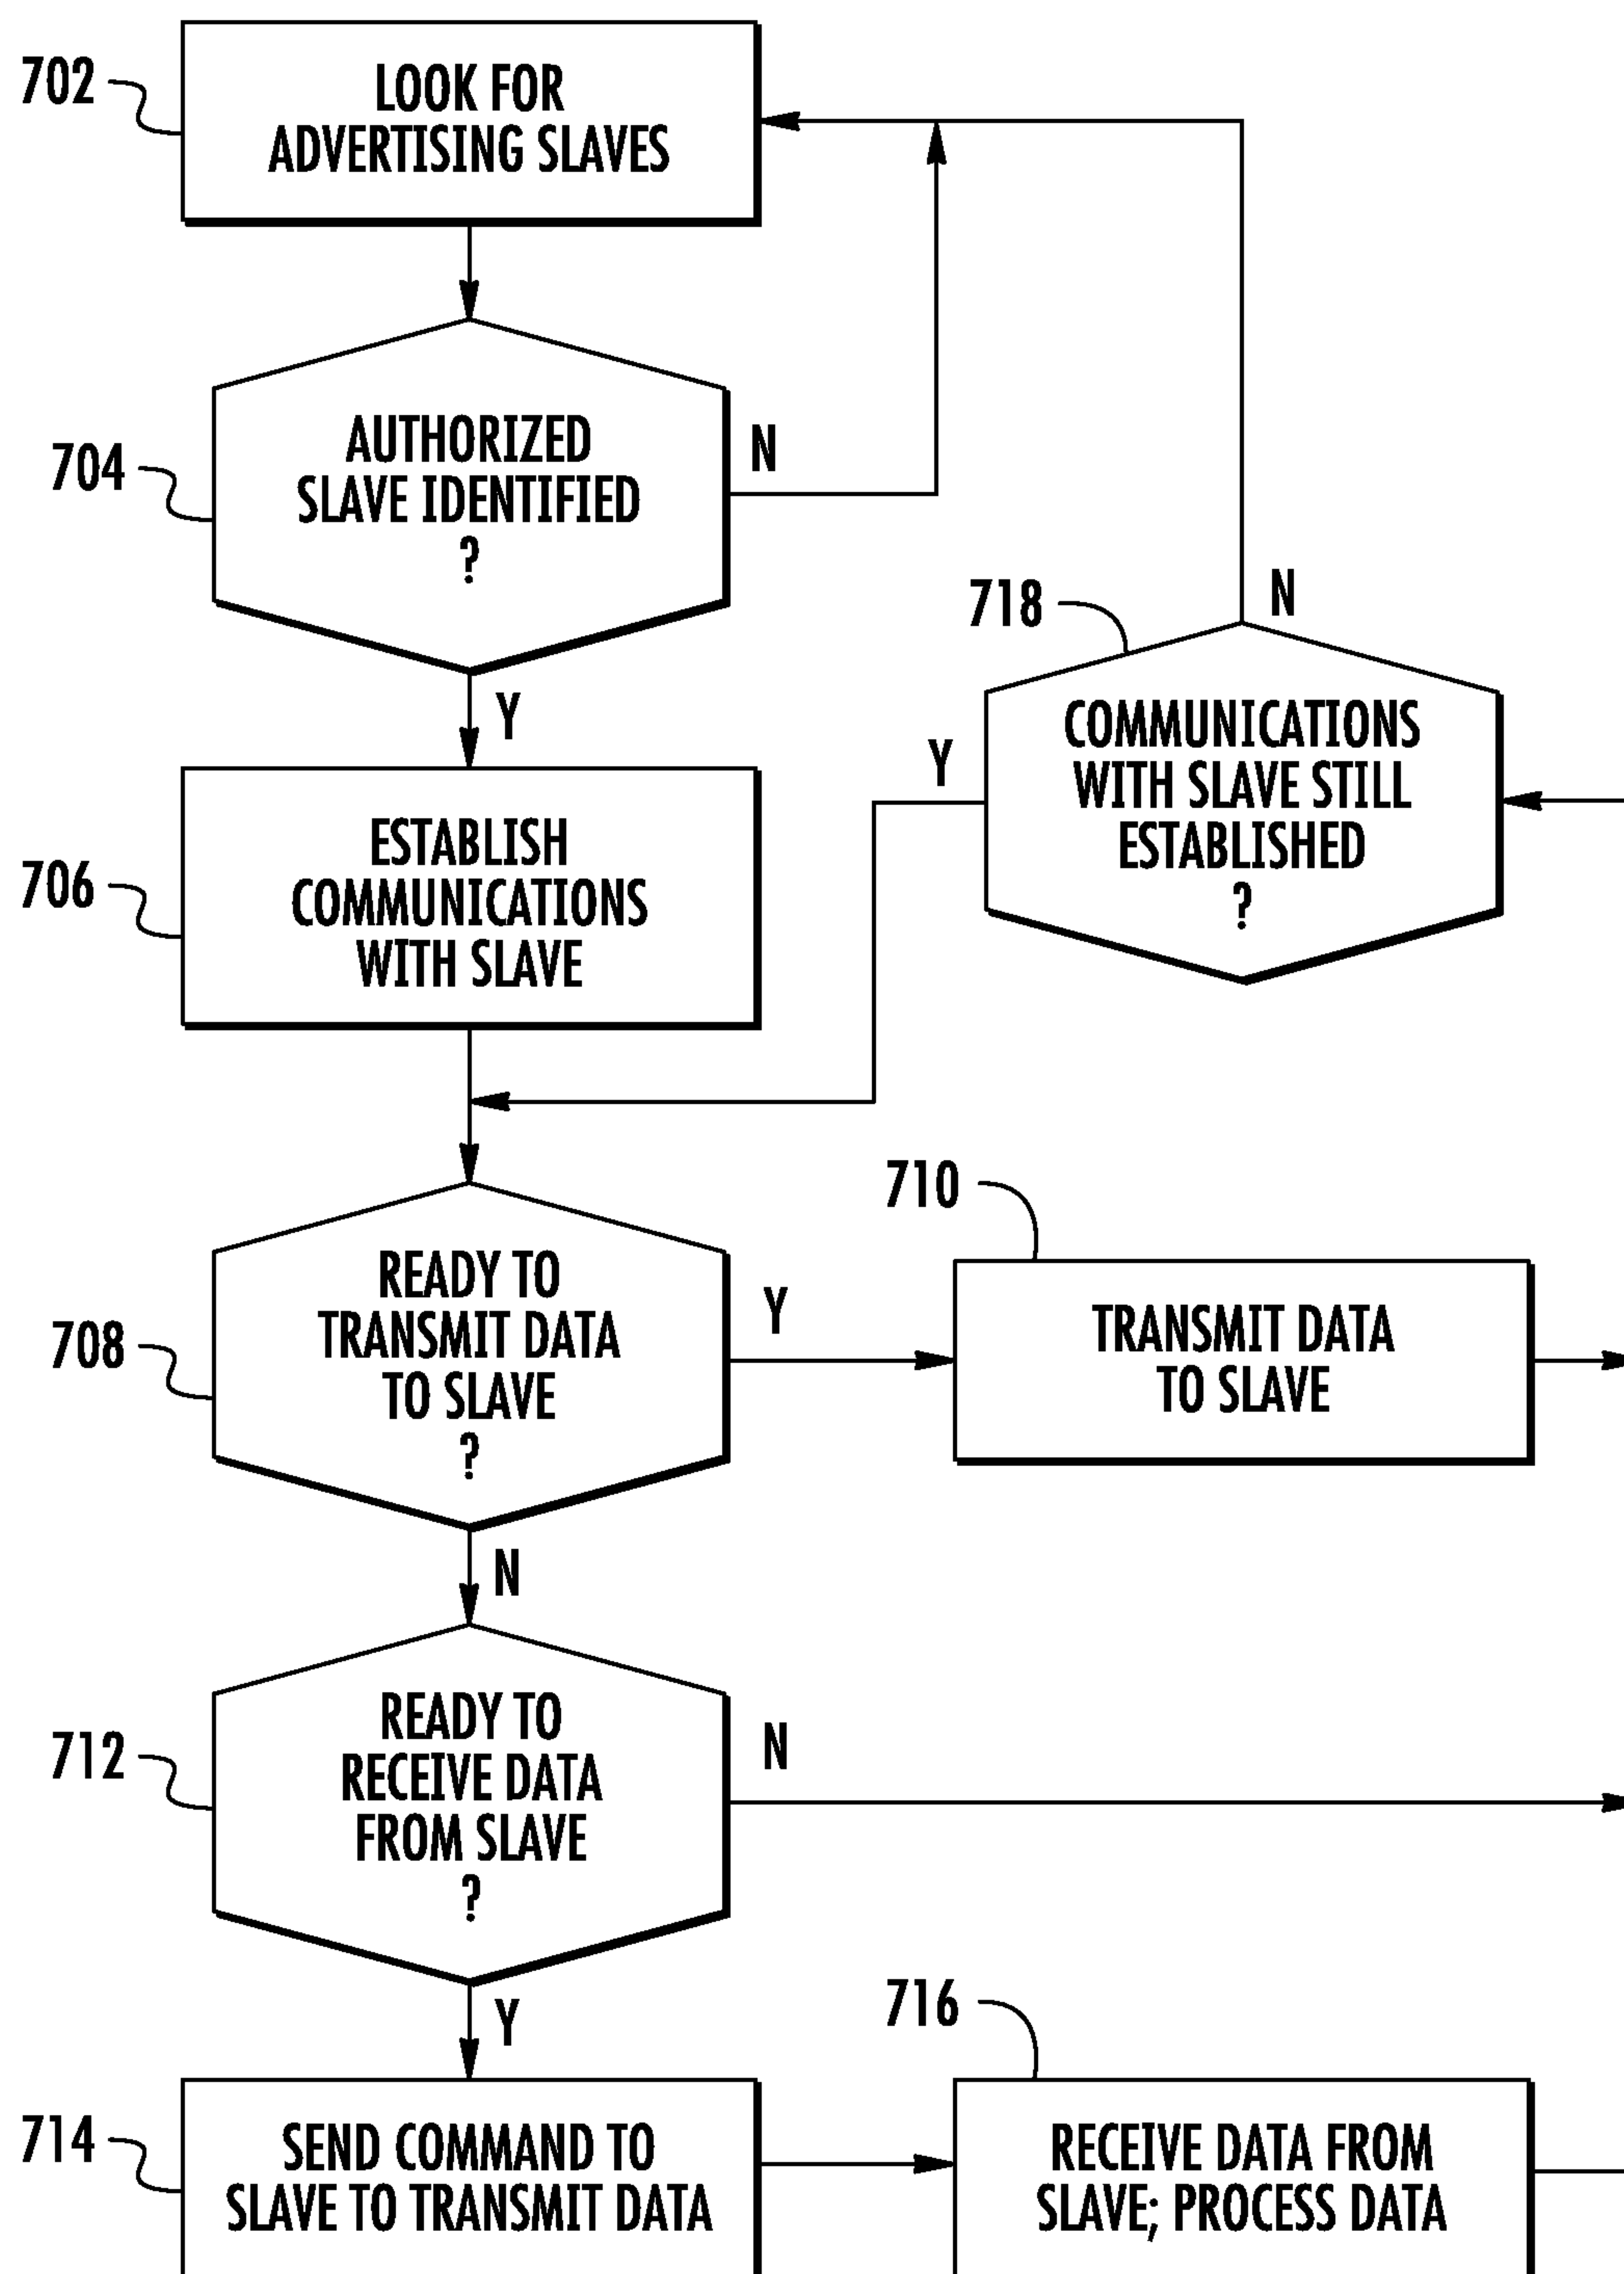 702
LOOK FOR
ADVERTISING SLAVES
704
AUTHORIZED
SLAVE IDENTIFIED
?
N
Y
718
N
COMMUNICATIONS
WITH SLAVE STILL
ESTABLISHED
?
Y
706
ESTABLISH
COMMUNICATIONS
WITH SLAVE
708
READY TO
TRANSMIT DATA
TO SLAVE
?
Y
710
TRANSMIT DATA
TO SLAVE
N
712
READY TO
RECEIVE DATA
FROM SLAVE
?
N
Y
714
SEND COMMAND TO
SLAVE TO TRANSMIT DATA
716
RECEIVE DATA FROM
SLAVE; PROCESS DATA